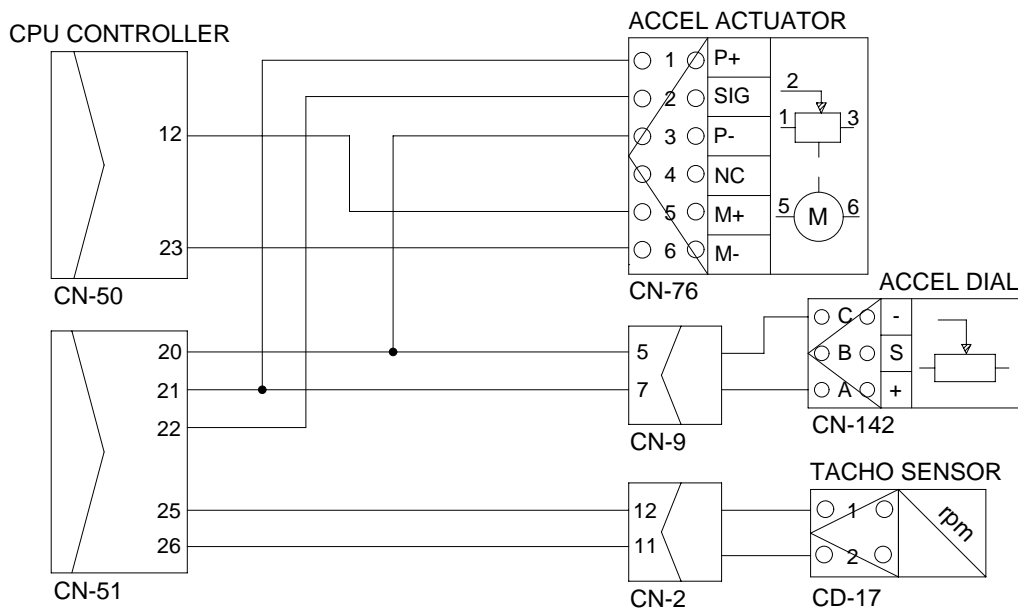 CPU CONTROLLER
12
23
CN-50
20
21
22
25
26
CN-51
ACCEL ACTUATOR
1 P+
2 SIG
3 P-
4 NC
5 M+
6 M-
2
1 3
5 M 6
CN-76
5
7
CN-9
ACCEL DIAL
C -
B S
A +
CN-142
12
11
CN-2
TACHO SENSOR
1
2
rpm
CD-17